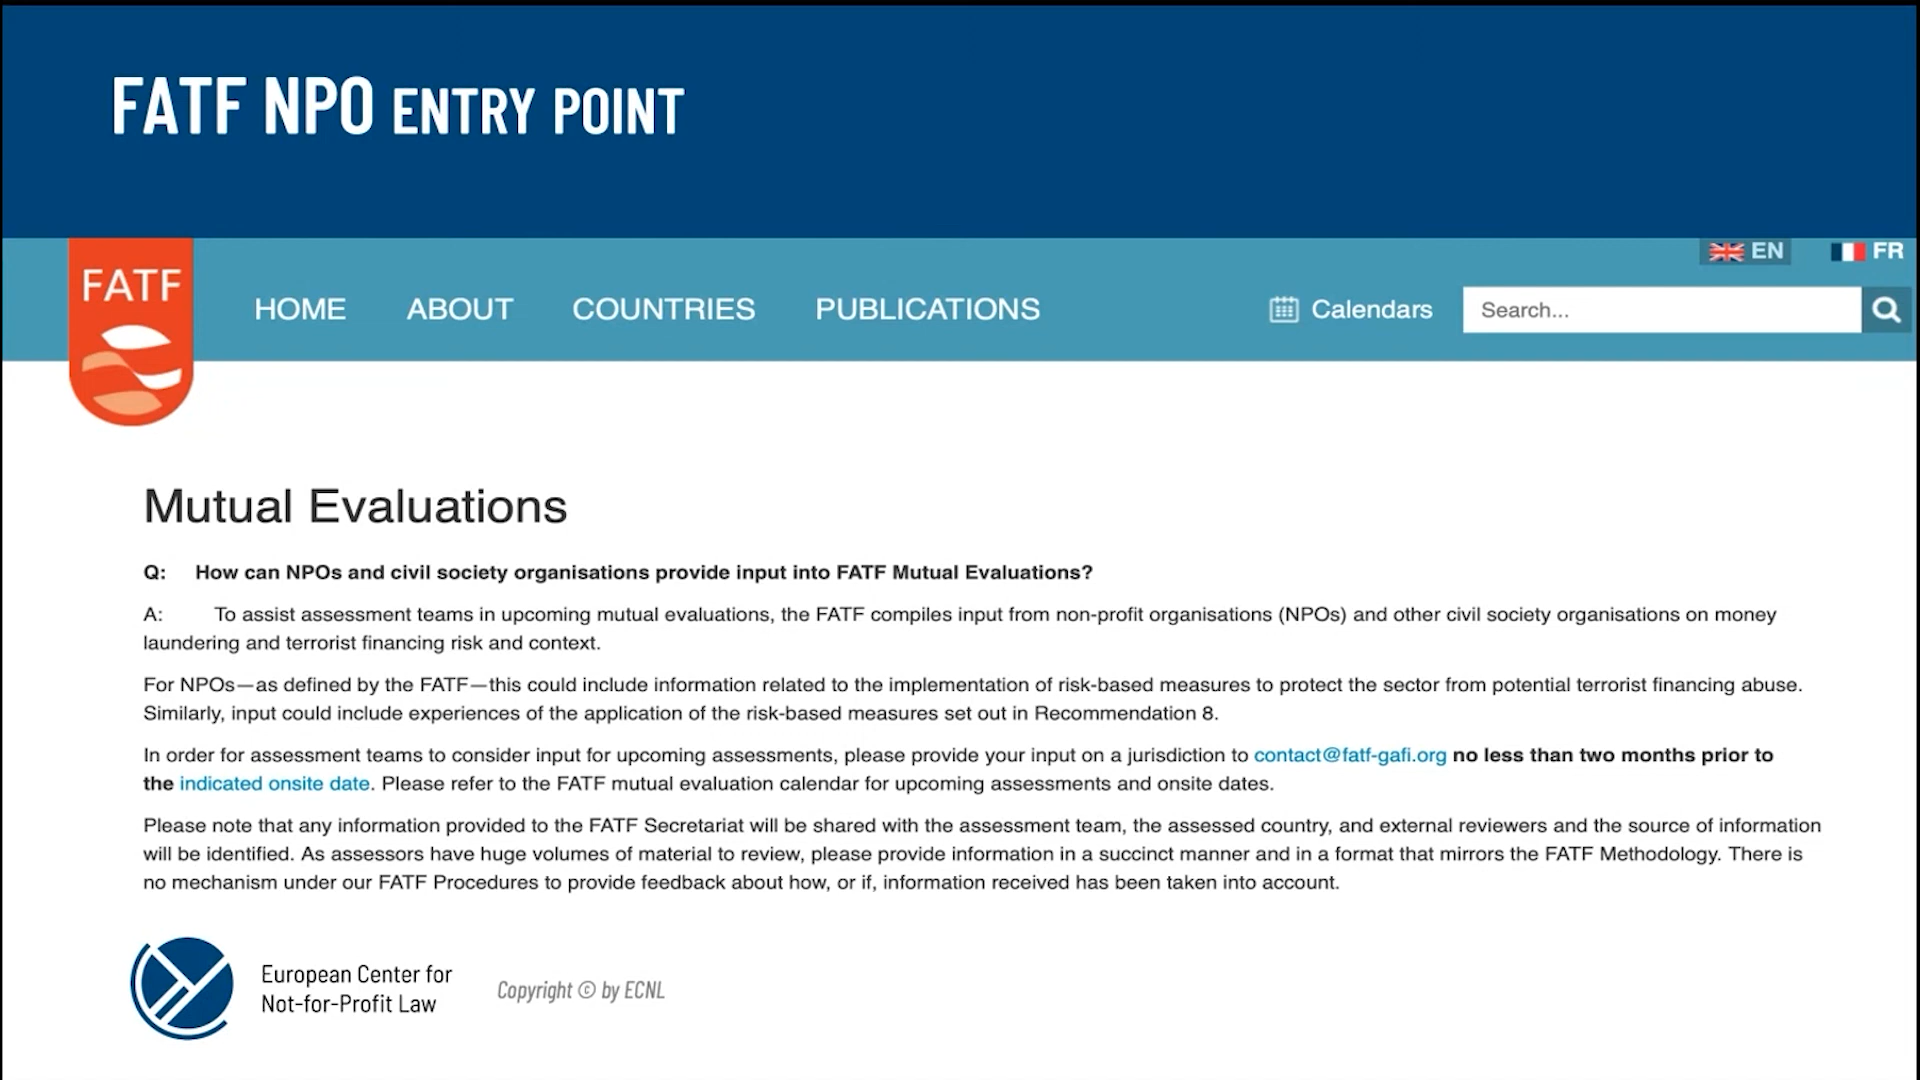 FATF NPO ENTRY POINT
EN FR
FATF
HOME ABOUT COUNTRIES PUBLICATIONS Calendars Search...
Mutual Evaluations
Q: How can NPOs and civil society organisations provide input into FATF Mutual Evaluations?
A: To assist assessment teams in upcoming mutual evaluations, the FATF compiles input from non-profit organisations (NPOs) and other civil society organisations on money
laundering and terrorist financing risk and context.
For NPOs—as defined by the FATF—this could include information related to the implementation of risk-based measures to protect the sector from potential terrorist financing abuse.
Similarly, input could include experiences of the application of the risk-based measures set out in Recommendation 8.
In order for assessment teams to consider input for upcoming assessments, please provide your input on a jurisdiction to contact@fatf-gafi.org no less than two months prior to
the indicated onsite date. Please refer to the FATF mutual evaluation calendar for upcoming assessments and onsite dates.
Please note that any information provided to the FATF Secretariat will be shared with the assessment team, the assessed country, and external reviewers and the source of information
will be identified. As assessors have huge volumes of material to review, please provide information in a succinct manner and in a format that mirrors the FATF Methodology. There is
no mechanism under our FATF Procedures to provide feedback about how, or if, information received has been taken into account.
European Center for
Not-for-Profit Law
Copyright © by ECNL